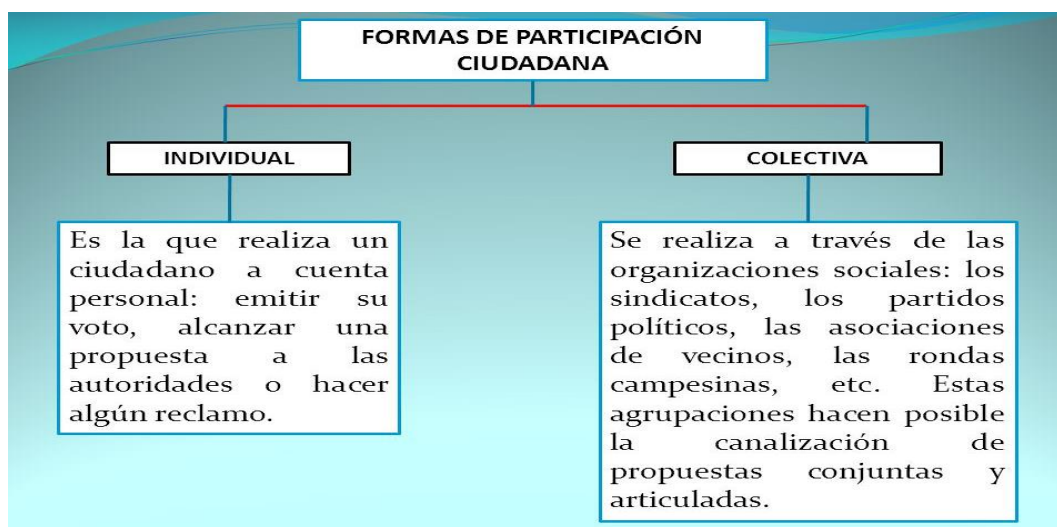 FORMAS DE PARTICIPACIÓN
CIUDADANA
INDIVIDUAL
Es la que realiza un
ciudadano a cuenta
personal: emitir su
voto, alcanzar una
propuesta a las
autoridades o hacer
algún reclamo.
COLECTIVA
Se realiza a través de las
organizaciones sociales: los
sindicatos, los partidos
políticos, las asociaciones
de vecinos, las rondas
campesinas, etc. Estas
agrupaciones hacen posible
la canalización de
propuestas conjuntas y
articuladas.